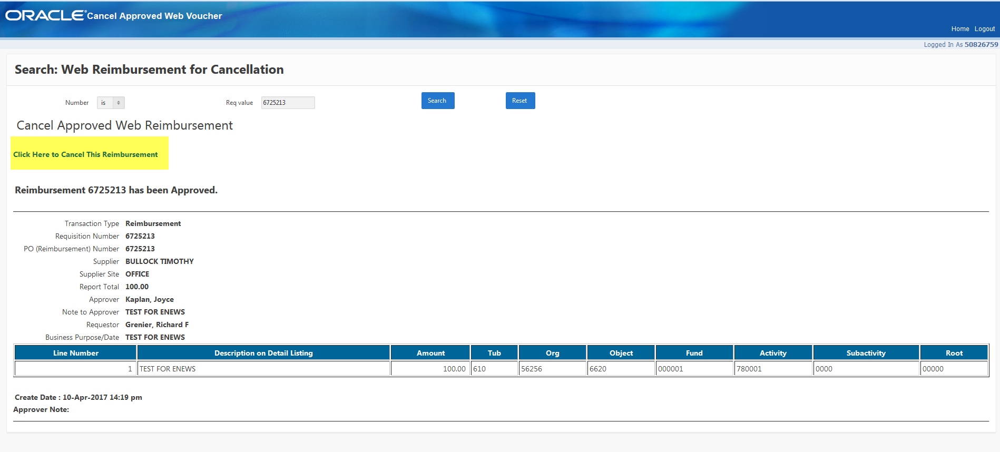 ORACLE® Cancel Approved Web Voucher
Home Logout
Logged In As 50826759
Search: Web Reimbursement for Cancellation
Number is Req value 6725213 Search Reset
Cancel Approved Web Reimbursement
Click Here to Cancel This Reimbursement
Reimbursement 6725213 has been Approved.
Transaction Type Reimbursement
Requisition Number 6725213
PO (Reimbursement) Number 6725213
Supplier BULLOCK TIMOTHY
Supplier Site OFFICE
Report Total 100.00
Approver Kaplan, Joyce
Note to Approver TEST FOR ENEWS
Requestor Grenier, Richard F
Business Purpose/Date TEST FOR ENEWS
Line Number Description on Detail Listing Amount Tub Org Object Fund Activity Subactivity Root
1 TEST FOR ENEWS 100.00 610 56256 6620 000001 780001 0000 00000
Create Date : 10-Apr-2017 14:19 pm
Approver Note: